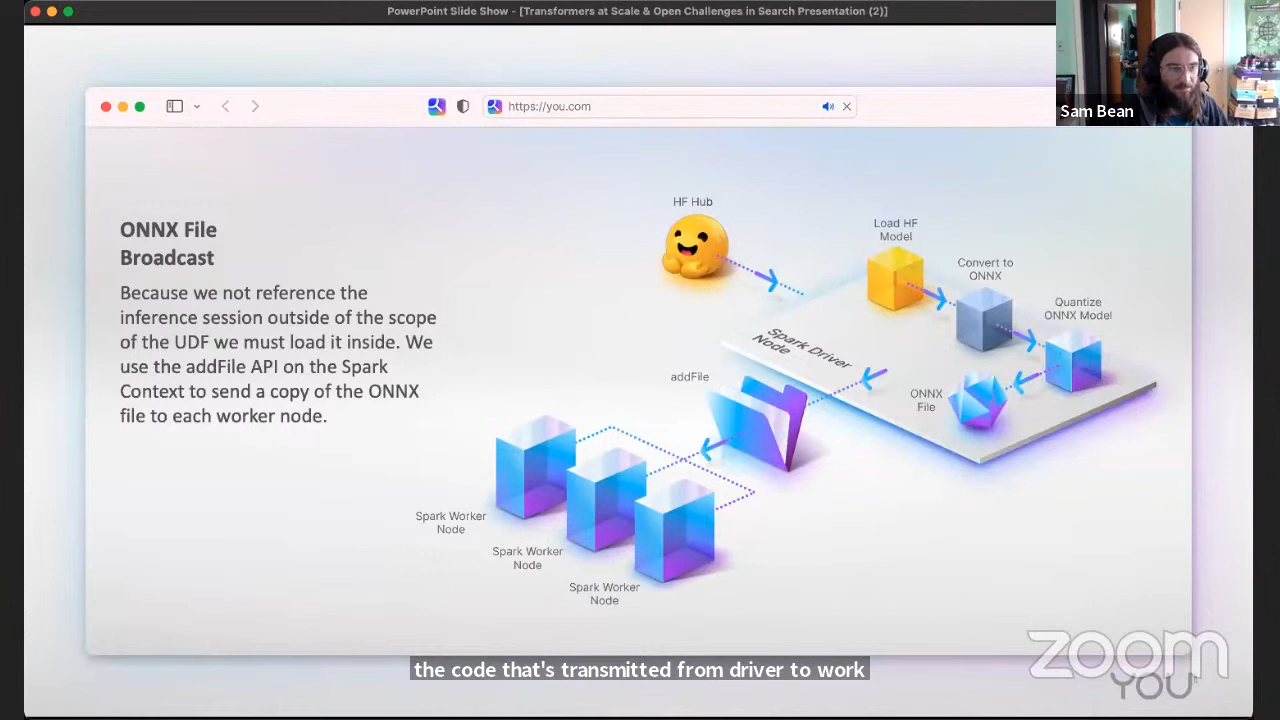 PowerPoint Slide Show - [Transformers at Scale & Open Challenges in Search Presentation (2)]
https://you.com
Sam Bean
ONNX File
Broadcast
Because we not reference the
inference session outside of the scope
of the UDF we must load it inside. We
use the addFile API on the Spark
Context to send a copy of the ONNX
file to each worker node.
HF Hub
Load HF
Model
Convert to
ONNX
Quantize
ONNX Model
Spark Driver
Node
ONNX
File
addFile
Spark Worker
Node
Spark Worker
Node
Spark Worker
Node
the code that's transmitted from driver to work
zoom
YOU